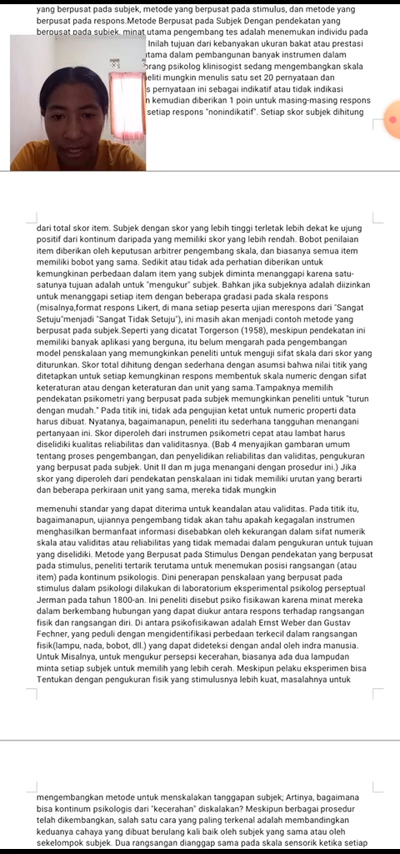 yang berpusat pada subjek, metode yang berpusat pada stimulus, dan metode yang
berpusat pada respons.Metode Berpusat pada Subjek Dengan pendekatan yang
berpusat pada subjek, minat utama pengembang tes adalah menemukan individu pada
Inilah tujuan dari kebanyakan ukuran bakat atau prestasi
tama dalam pembangunan banyak instrumen dalam
orang psikolog klinisogist sedang mengembangkan skala
eliti mungkin menulis satu set 20 pernyataan dan
s pernyataan ini sebagai indikatif atau tidak indikasi
n kemudian diberikan 1 poin untuk masing-masing respons
setiap respons "nonindikatif". Setiap skor subjek dihitung
dari total skor item. Subjek dengan skor yang lebih tinggi terletak lebih dekat ke ujung
positif dari kontinum daripada yang memiliki skor yang lebih rendah. Bobot penilaian
item diberikan oleh keputusan arbitrer pengembang skala, dan biasanya semua item
memiliki bobot yang sama. Sedikit atau tidak ada perhatian diberikan untuk
kemungkinan perbedaan dalam item yang subjek diminta menanggapi karena satu-
satunya tujuan adalah untuk "mengukur" subjek. Bahkan jika subjeknya adalah diizinkan
untuk menanggapi setiap item dengan beberapa gradasi pada skala respons
(misalnya,format respons Likert, di mana setiap peserta ujian merespons dari "Sangat
Setuju"menjadi "Sangat Tidak Setuju"), ini masih akan menjadi contoh metode yang
berpusat pada subjek.Seperti yang dicatat Torgerson (1958), meskipun pendekatan ini
memiliki banyak aplikasi yang berguna, itu belum mengarah pada pengembangan
model penskalaan yang memungkinkan peneliti untuk menguji sifat skala dari skor yang
diturunkan. Skor total dihitung dengan sederhana dengan asumsi bahwa nilai titik yang
ditetapkan untuk setiap kemungkinan respons membentuk skala numeric dengan sifat
keteraturan atau dengan keteraturan dan unit yang sama.Tampaknya memilih
pendekatan psikometri yang berpusat pada subjek memungkinkan peneliti untuk "turun
dengan mudah." Pada titik ini, tidak ada pengujian ketat untuk numeric properti data
harus dibuat. Nyatanya, bagaimanapun, peneliti itu sederhana tangguhan menangani
pertanyaan ini. Skor diperoleh dari instrumen psikometri cepat atau lambat harus
diselidiki kualitas reliabilitas dan validitasnya. (Bab 4 menyajikan gambaran umum
tentang proses pengembangan, dan penyelidikan reliabilitas dan validitas, pengukuran
yang berpusat pada subjek. Unit II dan m juga menangani dengan prosedur ini.) Jika
skor yang diperoleh dari pendekatan penskalaan ini tidak memiliki urutan yang berarti
dan beberapa perkiraan unit yang sama, mereka tidak mungkin
memenuhi standar yang dapat diterima untuk keandalan atau validitas. Pada titik itu,
bagaimanapun, ujiannya pengembang tidak akan tahu apakah kegagalan instrumen
menghasilkan bermanfaat informasi disebabkan oleh kekurangan dalam sifat numerik
skala atau validitas atau reliabilitas yang tidak memadai dalam pengukuran untuk tujuan
yang diselidiki. Metode yang Berpusat pada Stimulus Dengan pendekatan yang berpusat
pada stimulus, peneliti tertarik terutama untuk menemukan posisi rangsangan (atau
item) pada kontinum psikologis. Dini penerapan penskalaan yang berpusat pada
stimulus dalam psikologi dilakukan di laboratorium eksperimental psikolog perseptual
Jerman pada tahun 1800-an. Ini peneliti disebut psiko fisikawan karena minat mereka
dalam berkembang hubungan yang dapat diukur antara respons terhadap rangsangan
fisik dan rangsangan diri. Di antara psikofisikawan adalah Ernst Weber dan Gustav
Fechner, yang peduli dengan mengidentifikasi perbedaan terkecil dalam rangsangan
fisik(lampu, nada, bobot, dll.) yang dapat dideteksi dengan andal oleh indra manusia.
Untuk Misalnya, untuk mengukur persepsi kecerahan, biasanya ada dua lampudan
minta setiap subjek untuk memilih yang lebih cerah. Meskipun pelaku eksperimen bisa
Tentukan dengan pengukuran fisik yang stimulusnya lebih kuat, masalahnya untuk
mengembangkan metode untuk menskalakan tanggapan subjek; Artinya, bagaimana
bisa kontinum psikologis dari "kecerahan" diskalakan? Meskipun berbagai prosedur
telah dikembangkan, salah satu cara yang paling terkenal adalah membandingkan
keduanya cahaya yang dibuat berulang kali baik oleh subjek yang sama atau oleh
sekelompok subjek. Dua rangsangan dianggap sama pada skala sensorik ketika setiap